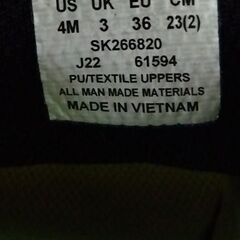 US UK EU CM
4M 3 36 23(2)
SK266820
J22 61594
PU/TEXTILE UPPERS
ALL MAN MADE MATERIALS
MADE IN VIETNAM